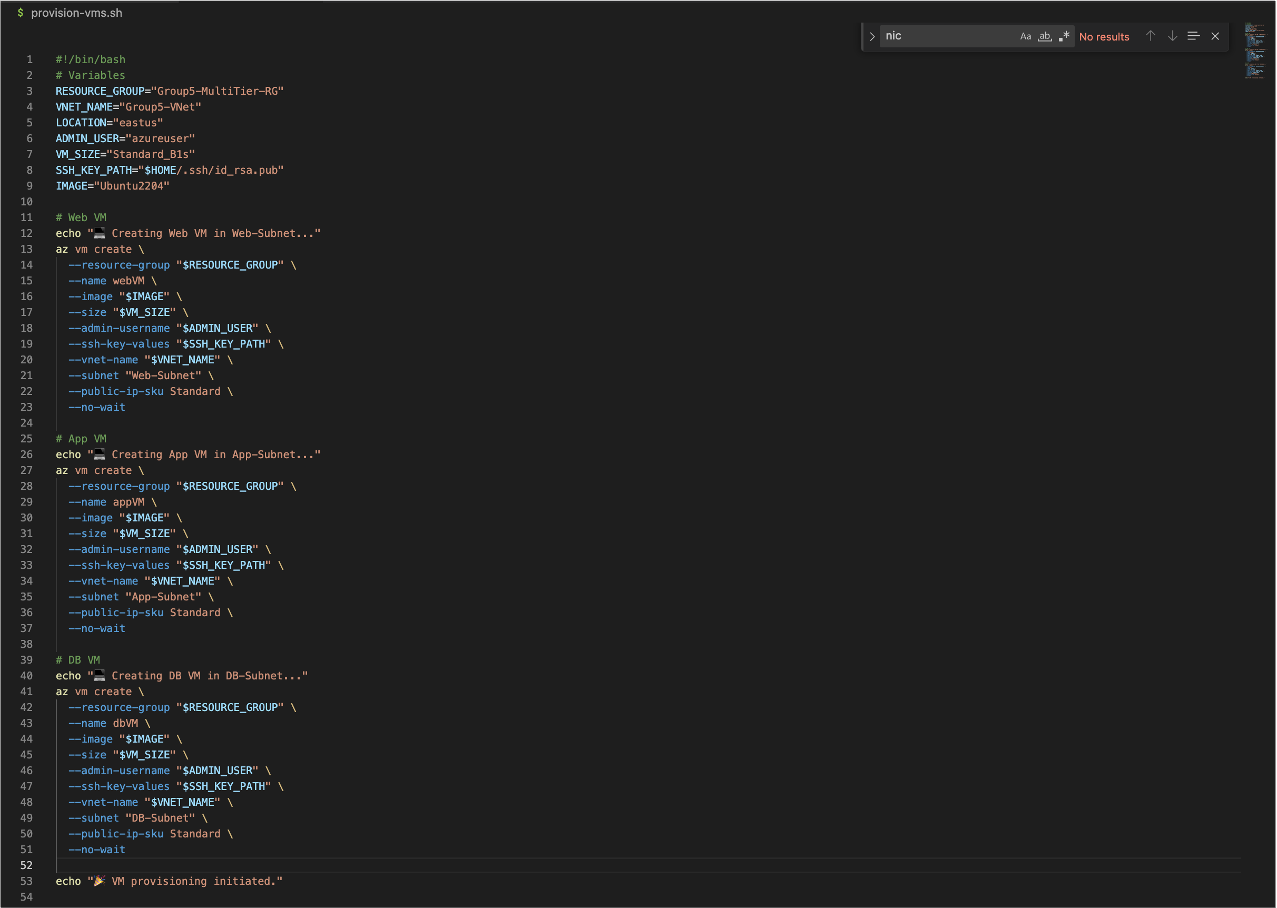 $ provision-vms.sh
nic
Aa ab .* No results
1 #!/bin/bash
2 # Variables
3 RESOURCE_GROUP="Group5-MultiTier-RG"
4 VNET_NAME="Group5-VNet"
5 LOCATION="eastus"
6 ADMIN_USER="azureuser"
7 VM_SIZE="Standard_B1s"
8 SSH_KEY_PATH="$HOME/.ssh/id_rsa.pub"
9 IMAGE="Ubuntu2204"
10
11 # Web VM
12 echo "💻 Creating Web VM in Web-Subnet..."
13 az vm create \
14   --resource-group "$RESOURCE_GROUP" \
15   --name webVM \
16   --image "$IMAGE" \
17   --size "$VM_SIZE" \
18   --admin-username "$ADMIN_USER" \
19   --ssh-key-values "$SSH_KEY_PATH" \
20   --vnet-name "$VNET_NAME" \
21   --subnet "Web-Subnet" \
22   --public-ip-sku Standard \
23   --no-wait
24
25 # App VM
26 echo "💻 Creating App VM in App-Subnet..."
27 az vm create \
28   --resource-group "$RESOURCE_GROUP" \
29   --name appVM \
30   --image "$IMAGE" \
31   --size "$VM_SIZE" \
32   --admin-username "$ADMIN_USER" \
33   --ssh-key-values "$SSH_KEY_PATH" \
34   --vnet-name "$VNET_NAME" \
35   --subnet "App-Subnet" \
36   --public-ip-sku Standard \
37   --no-wait
38
39 # DB VM
40 echo "💻 Creating DB VM in DB-Subnet..."
41 az vm create \
42   --resource-group "$RESOURCE_GROUP" \
43   --name dbVM \
44   --image "$IMAGE" \
45   --size "$VM_SIZE" \
46   --admin-username "$ADMIN_USER" \
47   --ssh-key-values "$SSH_KEY_PATH" \
48   --vnet-name "$VNET_NAME" \
49   --subnet "DB-Subnet" \
50   --public-ip-sku Standard \
51   --no-wait
52
53 echo "🎉 VM provisioning initiated."
54